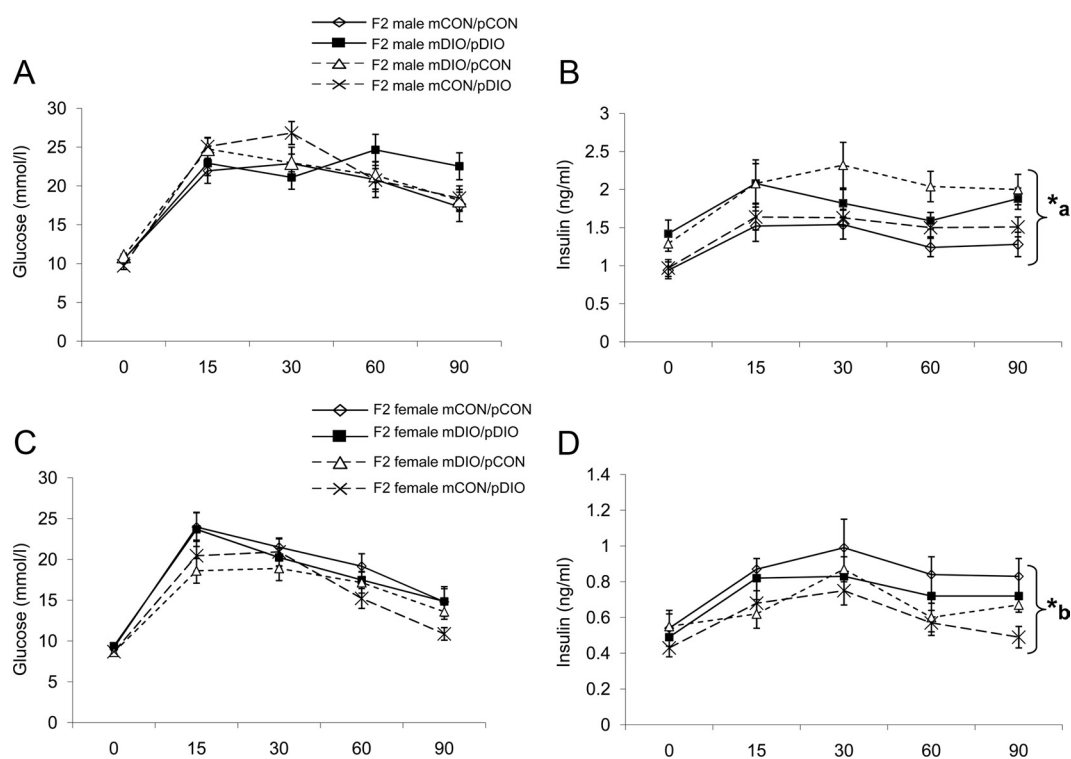 F2 male mCON/pCON
F2 male mDIO/pDIO
F2 male mDIO/pCON
F2 male mCON/pDIO
A
Glucose (mmol/l)
30
25
20
15
10
5
0
0 15 30 60 90
B
Insulin (ng/ml)
3
2.5
2
1.5
1
0.5
0
0 15 30 60 90
*a
F2 female mCON/pCON
F2 female mDIO/pDIO
F2 female mDIO/pCON
F2 female mCON/pDIO
C
Glucose (mmol/l)
30
25
20
15
10
5
0
0 15 30 60 90
D
Insulin (ng/ml)
1.4
1.2
1
0.8
0.6
0.4
0.2
0
0 15 30 60 90
*b